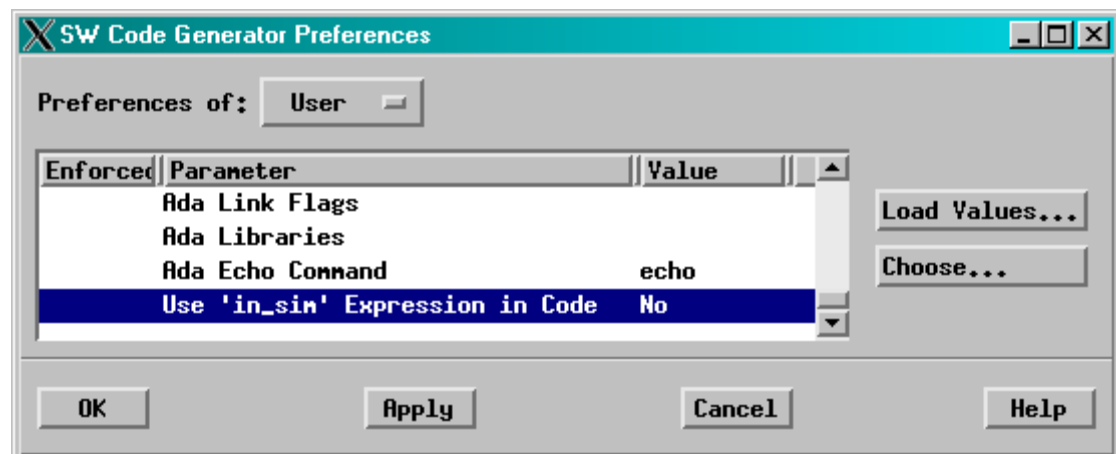 SW Code Generator Preferences
Preferences of: User
Enforced Parameter Value
Ada Link Flags
Ada Libraries
Ada Echo Command echo
Use 'in_sim' Expression in Code No
Load Values...
Choose...
OK Apply Cancel Help